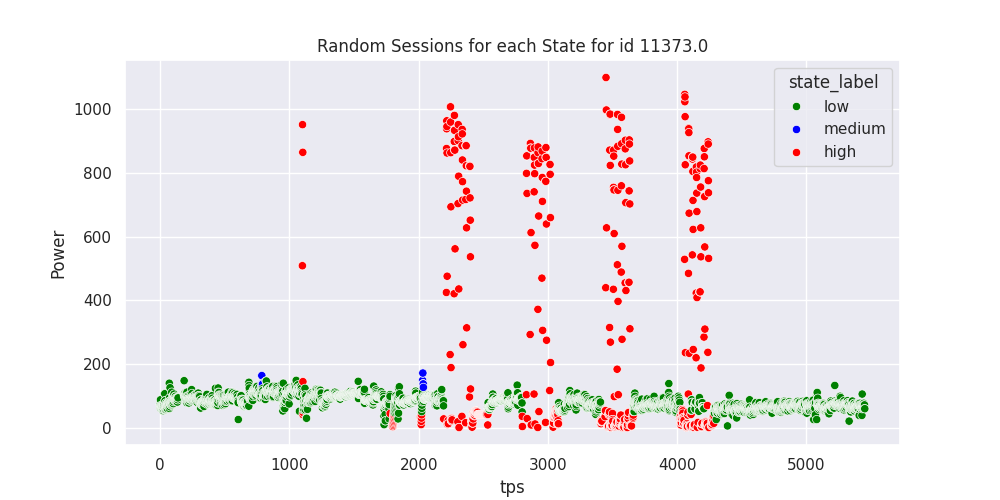 Random Sessions for each State for id 11373.0
state_label
low
medium
high
Power
1000
800
600
400
200
0
0 1000 2000 3000 4000 5000
tps